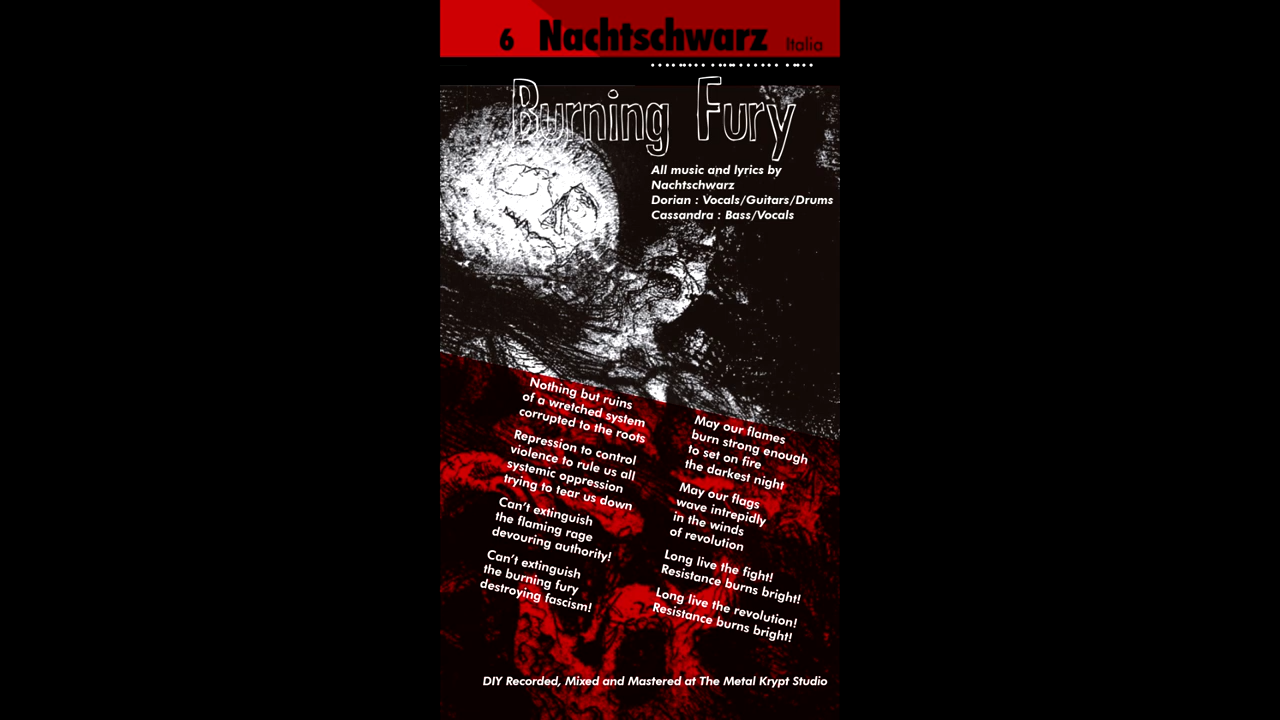 6 Nachtschwarz Italia
Burning Fury
All music and lyrics by
Nachtschwarz
Dorian : Vocals/Guitars/Drums
Cassandra : Bass/Vocals
Nothing but ruins
of a wretched system
corrupted to the roots
Repression to control
violence to rule us all
systemic oppression
trying to tear us down
Can't extinguish
the flaming rage
devouring authority!
Can't extinguish
the burning fury
destroying fascism!
May our flames
burn strong enough
to set on fire
the darkest night
May our flags
wave intrepidly
in the winds
of revolution
Long live the fight!
Resistance burns bright!
Long live the revolution!
Resistance burns bright!
DIY Recorded, Mixed and Mastered at The Metal Krypt Studio